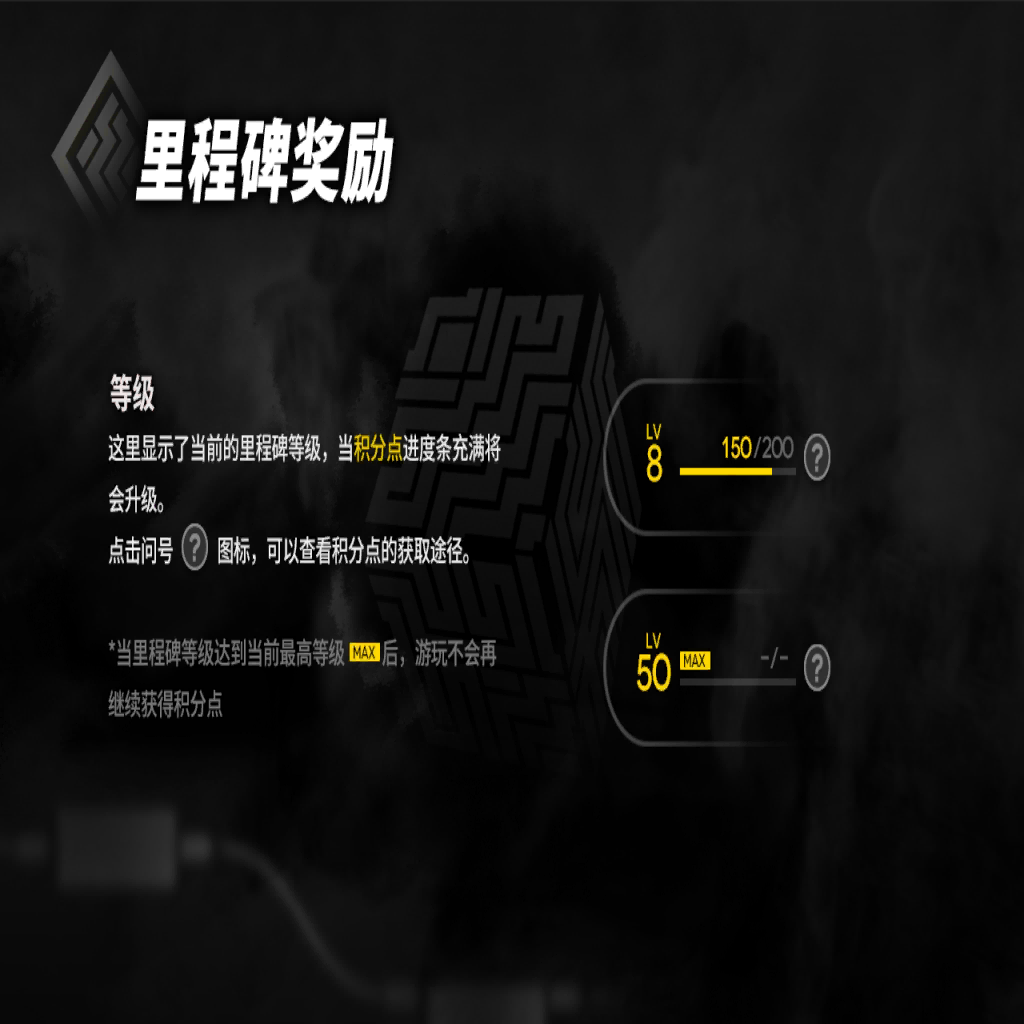 里程碑奖励
等级
这里显示了当前的里程碑等级，当积分点进度条充满将
会升级。
点击问号 ? 图标，可以查看积分点的获取途径。
*当里程碑等级达到当前最高等级 MAX 后，游玩不会再
继续获得积分点
LV
8
150/200
?
LV
50
MAX
-/-
?